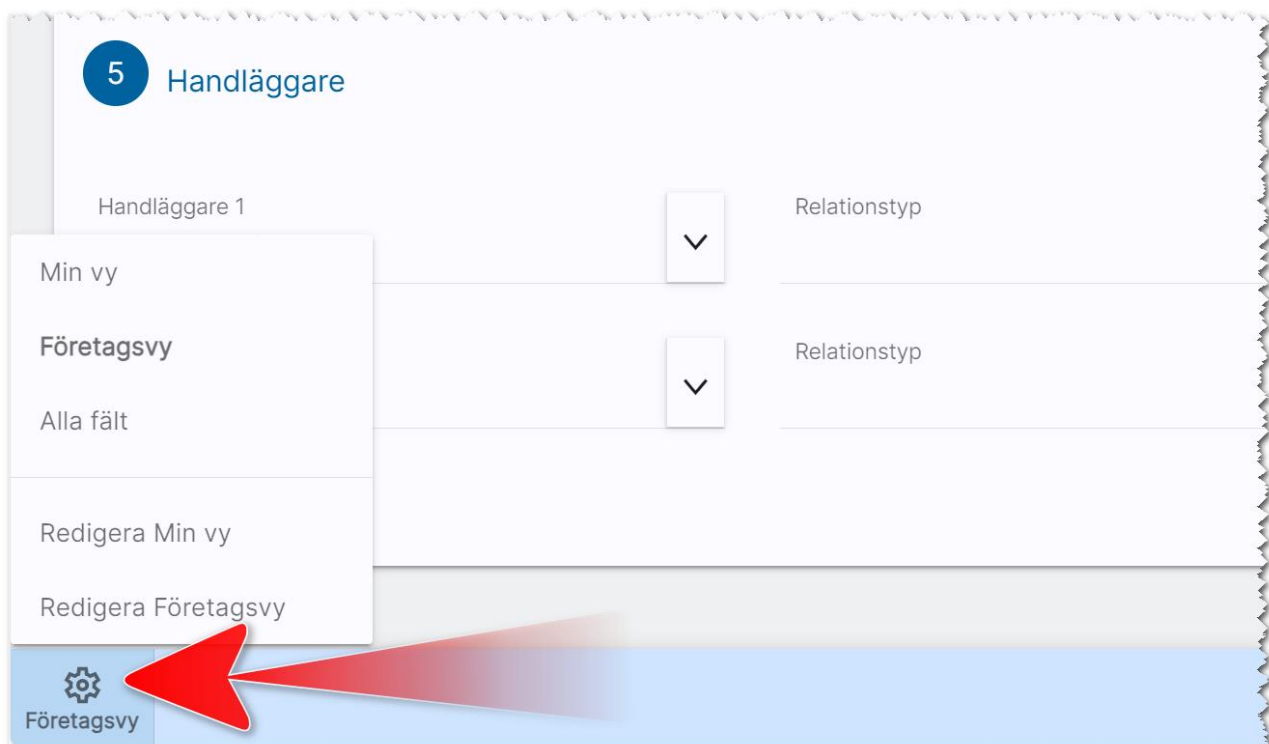 5 Handläggare
Handläggare 1
Relationstyp
Min vy
Företagsvy
Relationstyp
Alla fält
Redigera Min vy
Redigera Företagsvy
Företagsvy